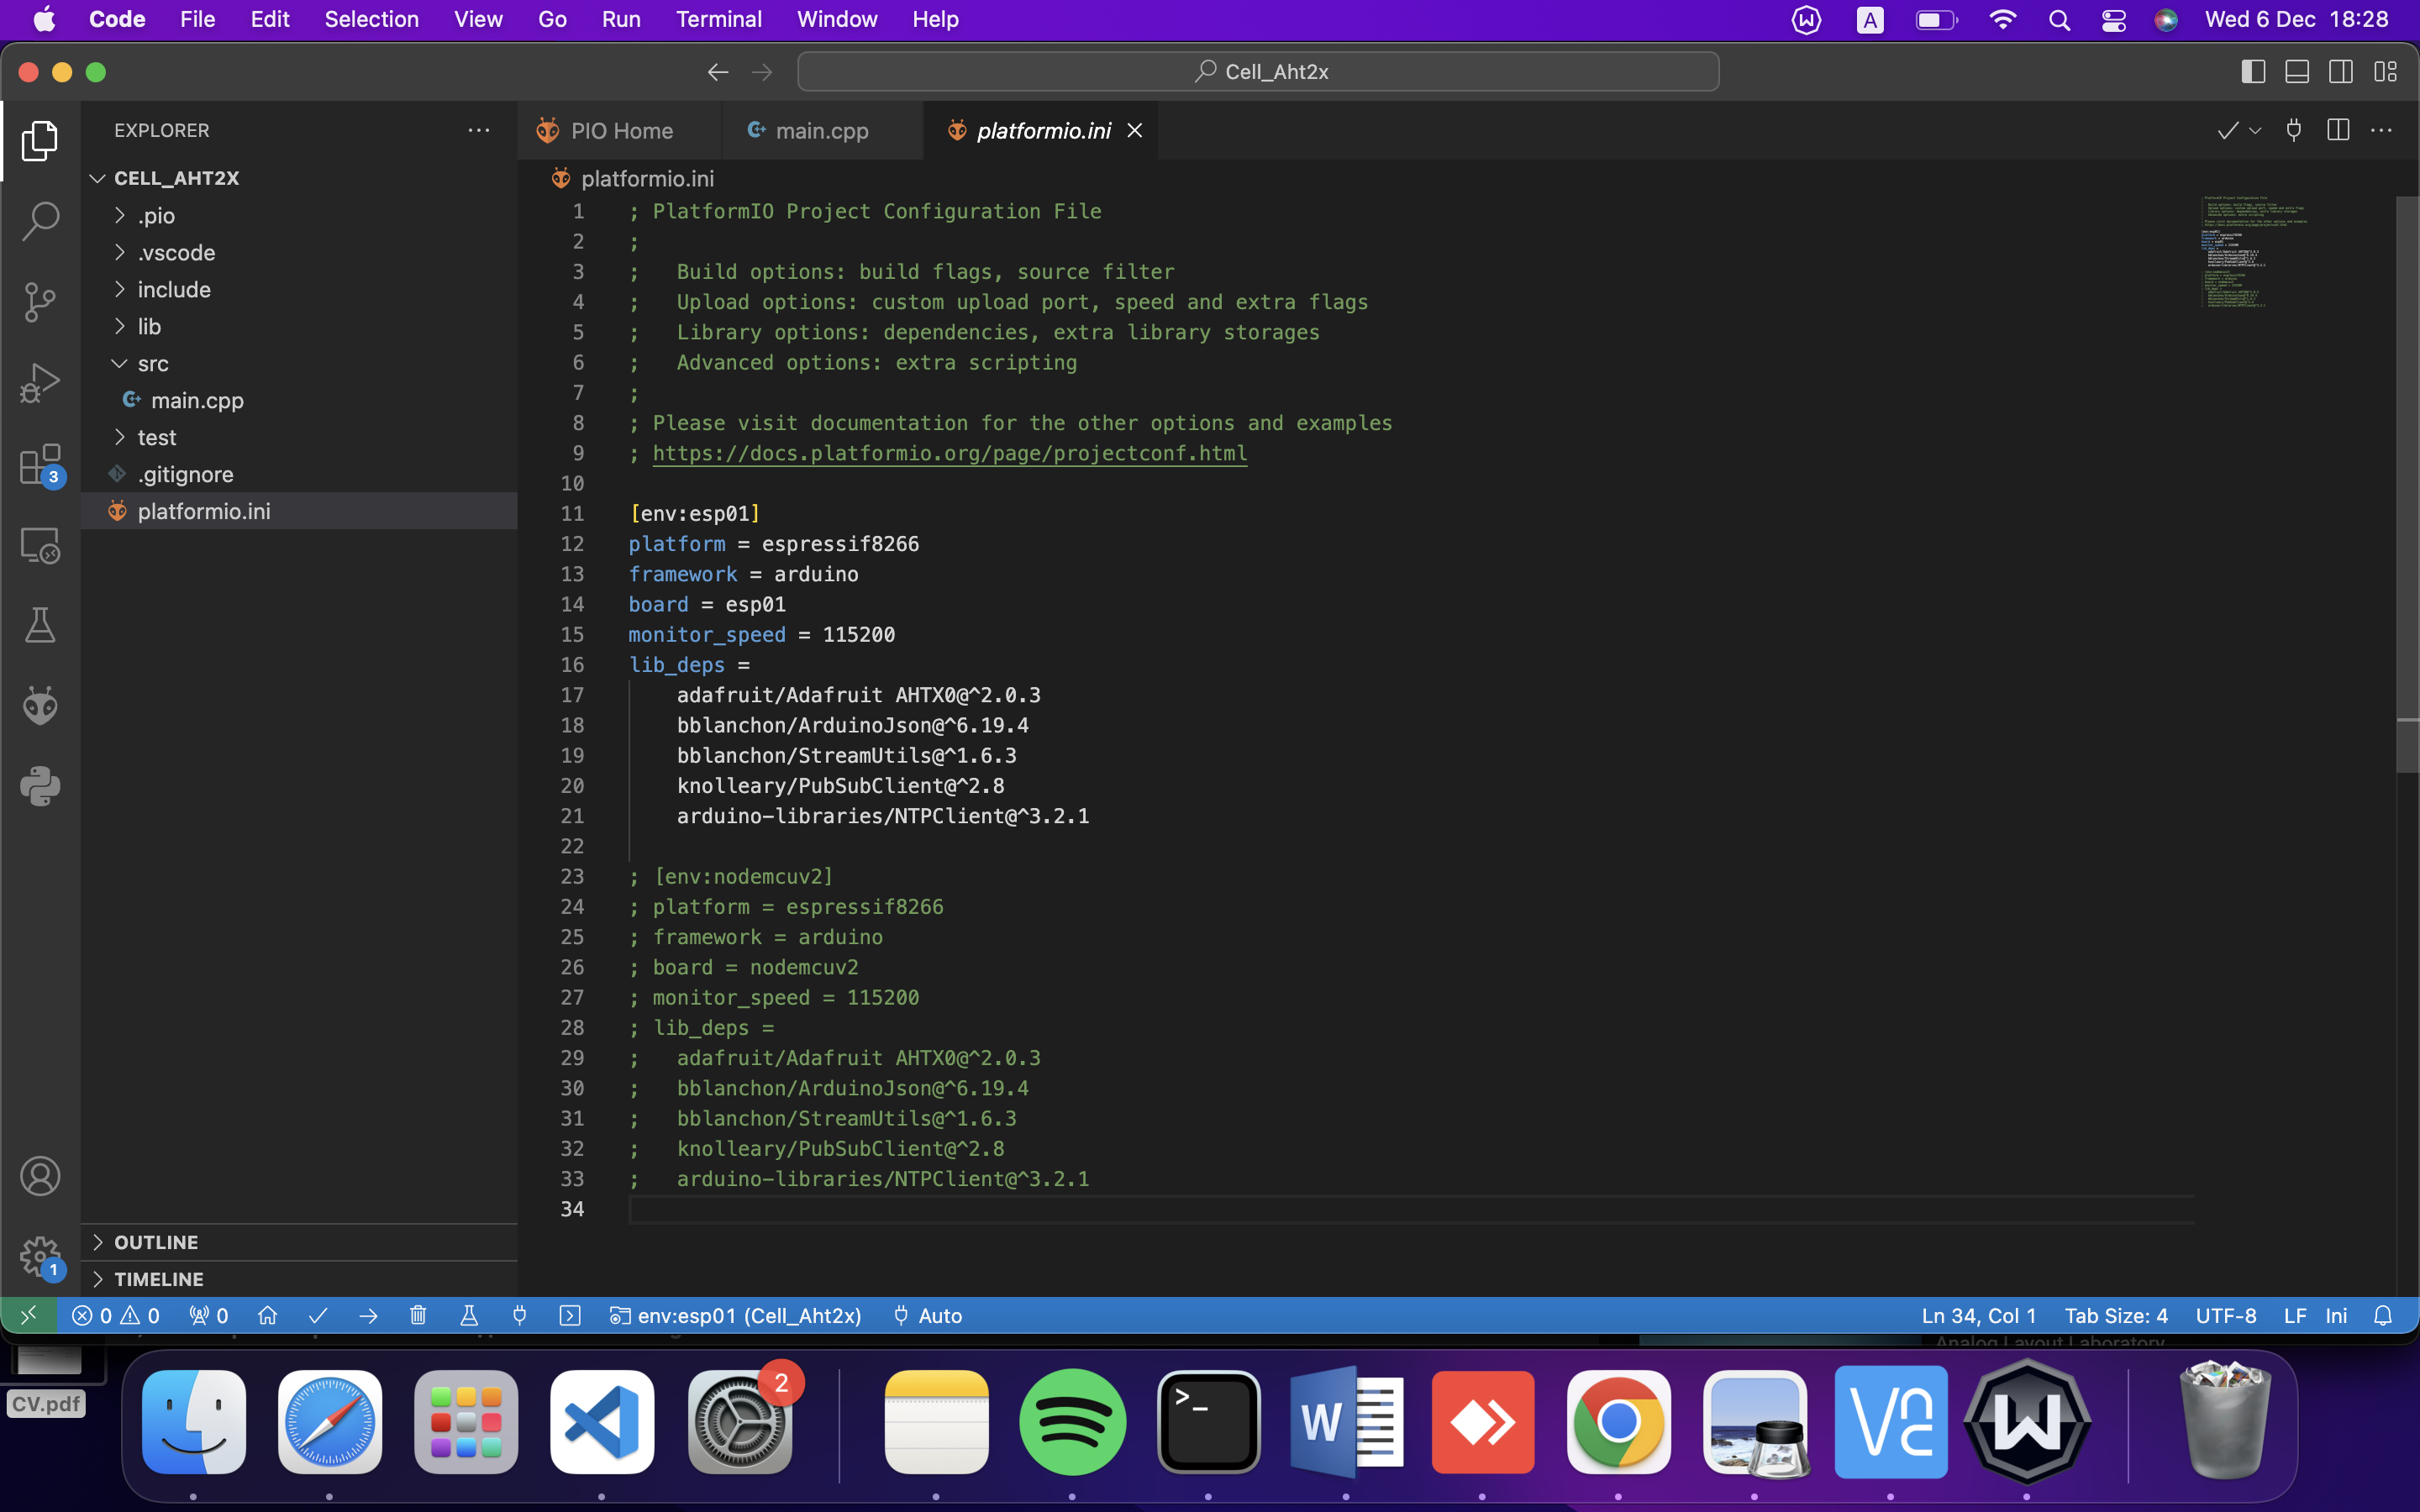 Code File Edit Selection View Go Run Terminal Window Help A Wed 6 Dec 18:28
Cell_Aht2x
EXPLORER
CELL_AHT2X
.pio
.vscode
include
lib
src
main.cpp
test
.gitignore
platformio.ini
OUTLINE
TIMELINE
3
1
PIO Home main.cpp platformio.ini
platformio.ini
1 ; PlatformIO Project Configuration File
2 ;
3 ;   Build options: build flags, source filter
4 ;   Upload options: custom upload port, speed and extra flags
5 ;   Library options: dependencies, extra library storages
6 ;   Advanced options: extra scripting
7 ;
8 ; Please visit documentation for the other options and examples
9 ; https://docs.platformio.org/page/projectconf.html
10
11 [env:esp01]
12 platform = espressif8266
13 framework = arduino
14 board = esp01
15 monitor_speed = 115200
16 lib_deps =
17     adafruit/Adafruit AHTX0@^2.0.3
18     bblanchon/ArduinoJson@^6.19.4
19     bblanchon/StreamUtils@^1.6.3
20     knolleary/PubSubClient@^2.8
21     arduino-libraries/NTPClient@^3.2.1
22
23 ; [env:nodemcuv2]
24 ; platform = espressif8266
25 ; framework = arduino
26 ; board = nodemcuv2
27 ; monitor_speed = 115200
28 ; lib_deps =
29 ;   adafruit/Adafruit AHTX0@^2.0.3
30 ;   bblanchon/ArduinoJson@^6.19.4
31 ;   bblanchon/StreamUtils@^1.6.3
32 ;   knolleary/PubSubClient@^2.8
33 ;   arduino-libraries/NTPClient@^3.2.1
34
0 0 0 env:esp01 (Cell_Aht2x) Auto Ln 34, Col 1 Tab Size: 4 UTF-8 LF Ini
Analog Layout Laboratory
CV.pdf
2
>_
W
V2
W